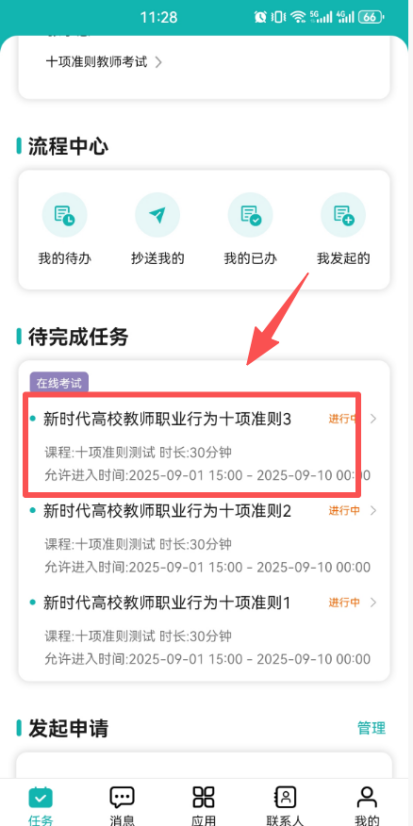 11:28 5G 4G 66
十项准则教师考试
流程中心
我的待办 抄送我的 我的已办 我发起的
待完成任务
在线考试
新时代高校教师职业行为十项准则3 进行中
课程:十项准则测试 时长:30分钟
允许进入时间:2025-09-01 15:00 - 2025-09-10 00:00
新时代高校教师职业行为十项准则2 进行中
课程:十项准则测试 时长:30分钟
允许进入时间:2025-09-01 15:00 - 2025-09-10 00:00
新时代高校教师职业行为十项准则1 进行中
课程:十项准则测试 时长:30分钟
允许进入时间:2025-09-01 15:00 - 2025-09-10 00:00
发起申请 管理
任务 消息 应用 联系人 我的